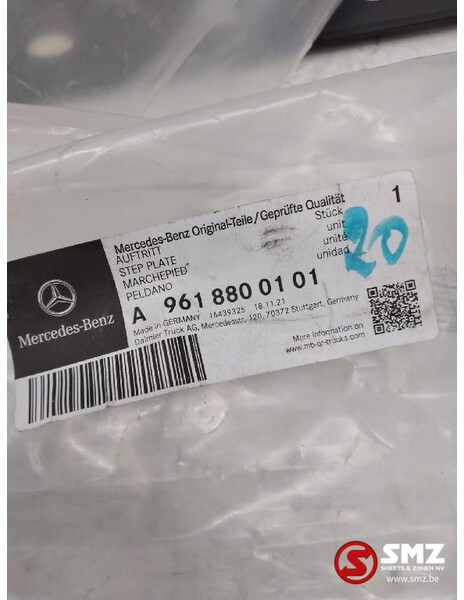 Mercedes-Benz Original-Teile/Geprüfte Qualität 1
AUFTRITT Stück
STEP PLATE unit
MARCHEPIED unité
PELDANO unidad
20
A 961 880 01 01
Made in GERMANY 16439325 18.11.21
Daimler Truck AG, Mercedesstr. 120, 70372 Stuttgart, Germany
Mercedes-Benz
More Information on
www.mb-qr-trucks.com
SMZ
SMEETS & ZONEN NV
www.smz.be